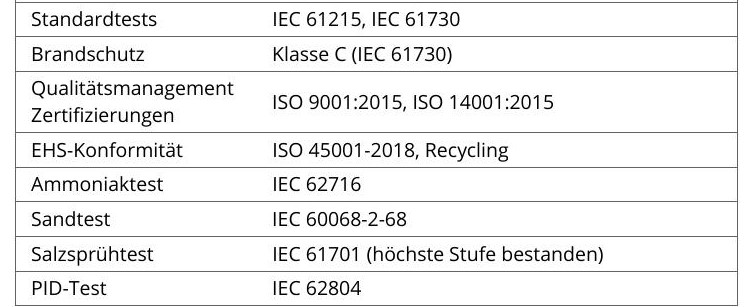 Standardtests IEC 61215, IEC 61730
Brandschutz Klasse C (IEC 61730)
Qualitätsmanagement
Zertifizierungen ISO 9001:2015, ISO 14001:2015
EHS-Konformität ISO 45001-2018, Recycling
Ammoniaktest IEC 62716
Sandtest IEC 60068-2-68
Salzsprühtest IEC 61701 (höchste Stufe bestanden)
PID-Test IEC 62804